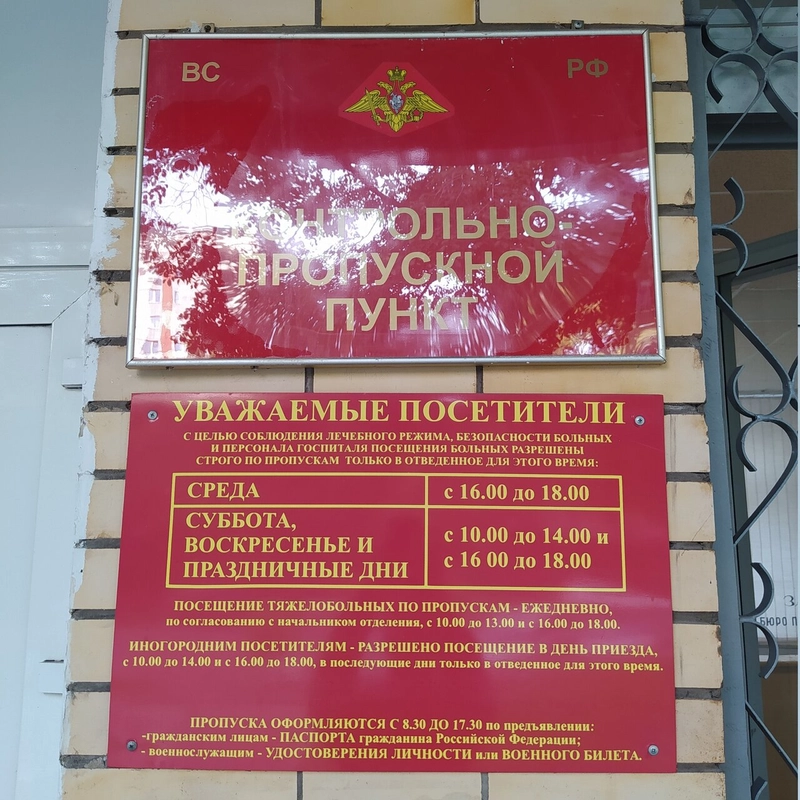 ВС
РФ
КОНТРОЛЬНО-
ПРОПУСКНОЙ
ПУНКТ
УВАЖАЕМЫЕ ПОСЕТИТЕЛИ
С ЦЕЛЬЮ СОБЛЮДЕНИЯ ЛЕЧЕБНОГО РЕЖИМА, БЕЗОПАСНОСТИ БОЛЬНЫХ
И ПЕРСОНАЛА ГОСПИТАЛЯ ПОСЕЩЕНИЯ БОЛЬНЫХ РАЗРЕШЕНЫ
СТРОГО ПО ПРОПУСКАМ ТОЛЬКО В ОТВЕДЕННОЕ ДЛЯ ЭТОГО ВРЕМЯ:
СРЕДА
с 16.00 до 18.00
СУББОТА,
ВОСКРЕСЕНЬЕ И
ПРАЗДНИЧНЫЕ ДНИ
с 10.00 до 14.00 и
с 16 00 до 18.00
ПОСЕЩЕНИЕ ТЯЖЕЛОБОЛЬНЫХ ПО ПРОПУСКАМ - ЕЖЕДНЕВНО,
по согласованию с начальником отделения, с 10.00 до 13.00 и с 16.00 до 18.00.
ИНОГОРОДНИМ ПОСЕТИТЕЛЯМ - РАЗРЕШЕНО ПОСЕЩЕНИЕ В ДЕНЬ ПРИЕЗДА,
с 10.00 до 14.00 и с 16.00 до 18.00, в последующие дни только в отведенное для этого время.
ПРОПУСКА ОФОРМЛЯЮТСЯ С 8.30 ДО 17.30 по предъявлении:
-гражданским лицам - ПАСПОРТА гражданина Российской Федерации;
- военнослужащим - УДОСТОВЕРЕНИЯ ЛИЧНОСТИ или ВОЕННОГО БИЛЕТА.
БЮРО